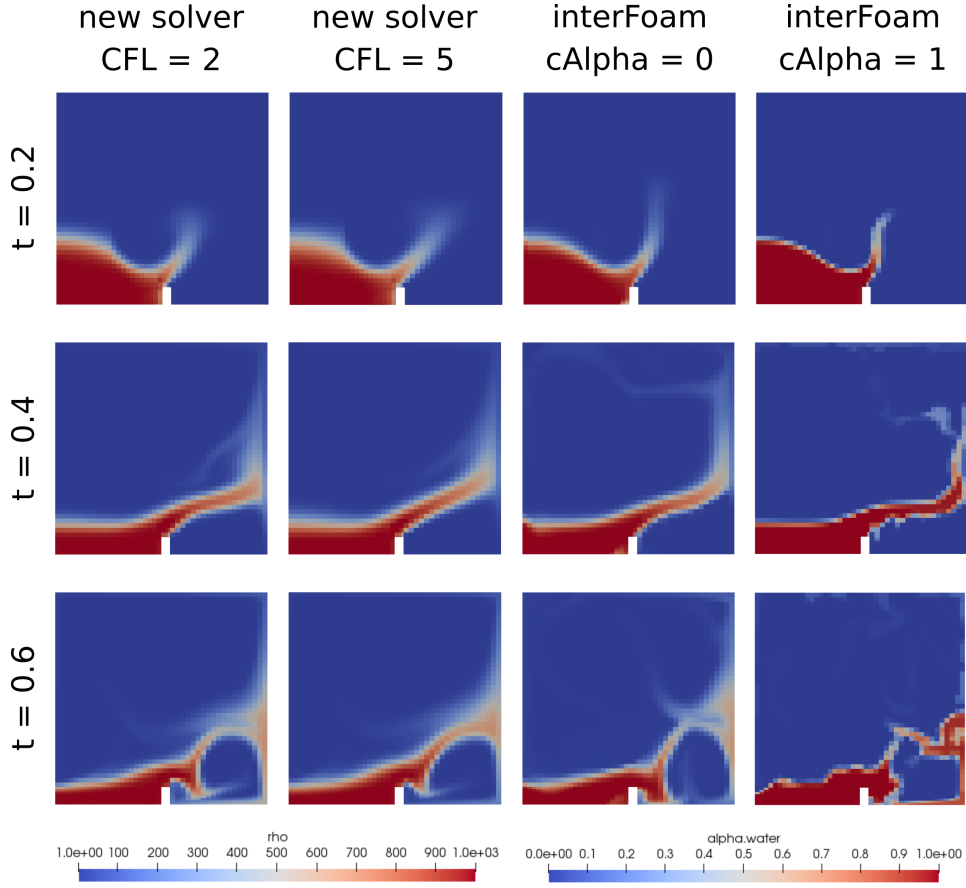 new solver
CFL = 2
new solver
CFL = 5
interFoam
cAlpha = 0
interFoam
cAlpha = 1
t = 0.2
t = 0.4
t = 0.6
rho
1.0e+00 100 200 300 400 500 600 700 800 900 1.0e+03
alpha.water
0.0e+00 0.1 0.2 0.3 0.4 0.5 0.6 0.7 0.8 0.9 1.0e+00